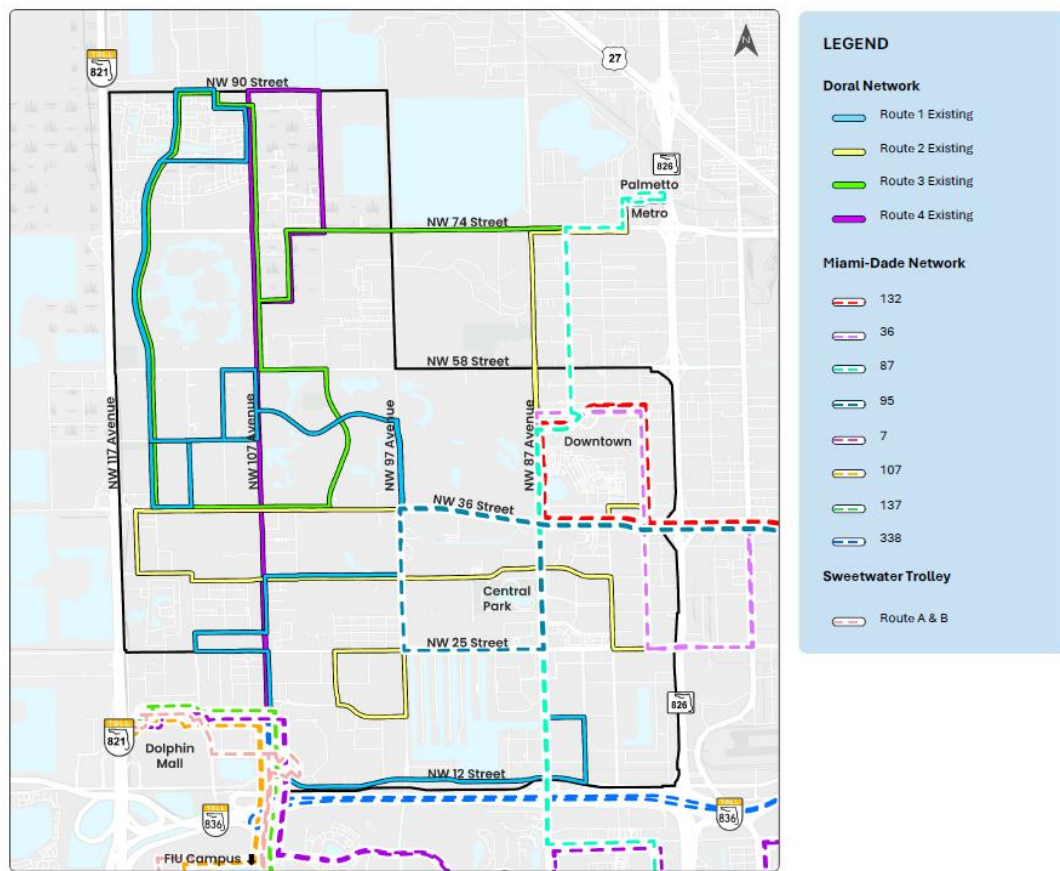 TOLL
821
NW 90 Street
27
N
826
Palmetto
Metro
NW 74 Street
NW 58 Street
NW 117 Avenue
NW 107 Avenue
NW 97 Avenue
NW 87 Avenue
Downtown
NW 36 Street
Central
Park
NW 25 Street
826
TOLL
821
Dolphin
Mall
NW 12 Street
TOLL
836
TOLL
836
FIU Campus
LEGEND
Doral Network
Route 1 Existing
Route 2 Existing
Route 3 Existing
Route 4 Existing
Miami-Dade Network
132
36
87
95
7
107
137
338
Sweetwater Trolley
Route A & B